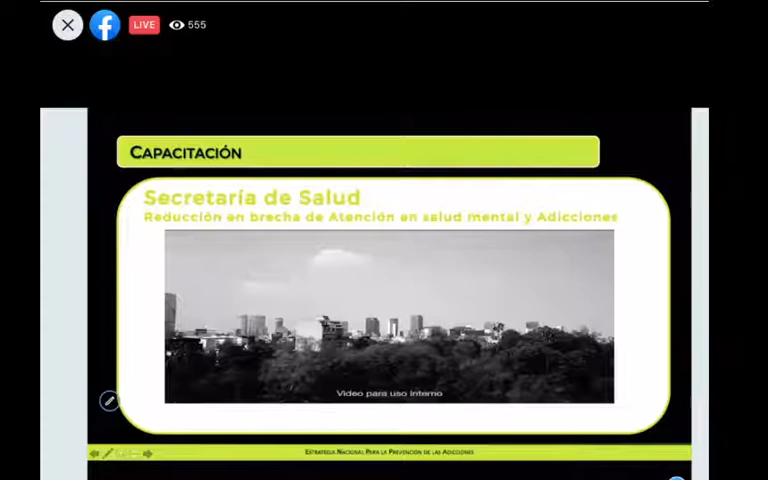 LIVE 555
CAPACITACIÓN
Secretaría de Salud
Reducción en brecha de Atención en salud mental y Adicciones
Video para uso interno
ESTRATEGIA NACIONAL PARA LA PREVENCIÓN DE LAS ADICCIONES